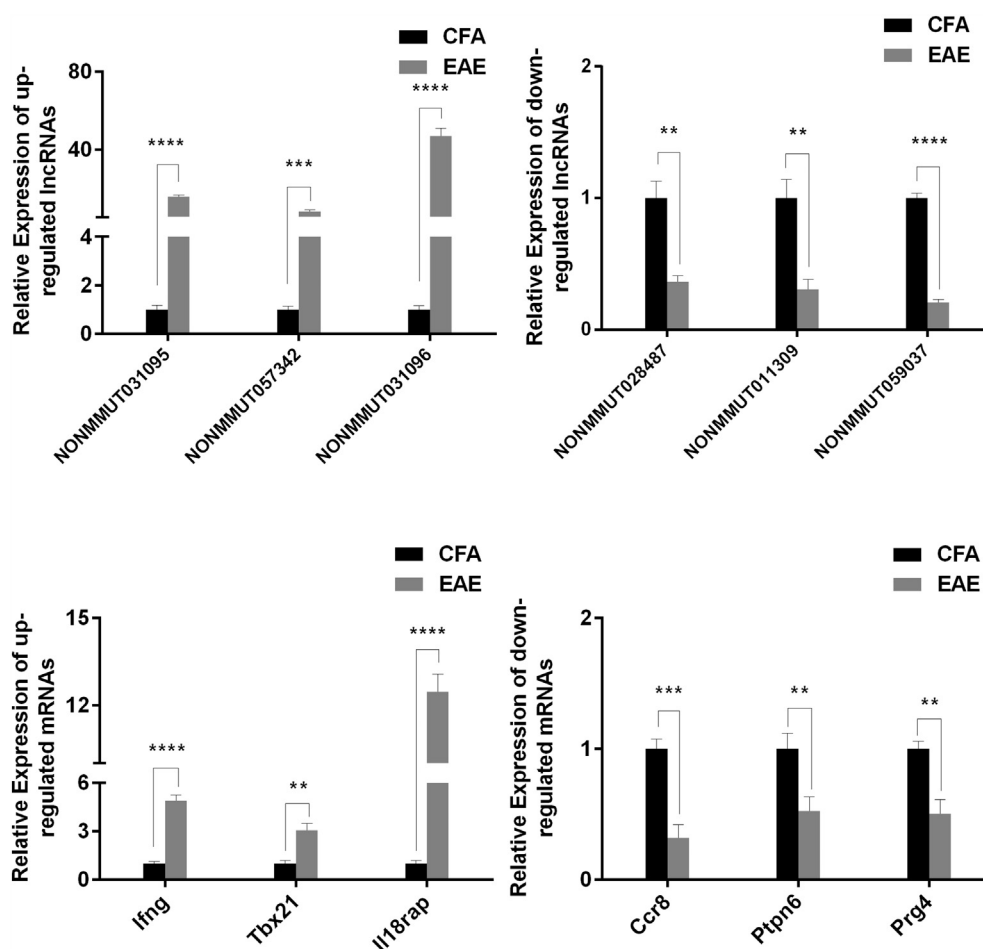 CFA
EAE
Relative Expression of up-
regulated lncRNAs
80
40
4
2
0
****
***
****
NONMMUT031095
NONMMUT057342
NONMMUT031096
CFA
EAE
Relative Expression of down-
regulated lncRNAs
2
1
0
**
**
****
NONMMUT028487
NONMMUT011309
NONMMUT059037
CFA
EAE
Relative Expression of up-
regulated mRNAs
15
12
6
3
0
****
**
****
Ifng
Tbx21
Il18rap
CFA
EAE
Relative Expression of down-
regulated mRNAs
2
1
0
***
**
**
Ccr8
Ptpn6
Prg4